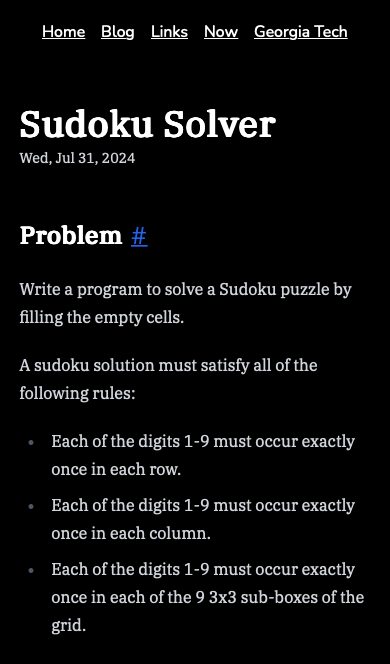 Home Blog Links Now Georgia Tech
Sudoku Solver
Wed, Jul 31, 2024
Problem #
Write a program to solve a Sudoku puzzle by
filling the empty cells.
A sudoku solution must satisfy all of the
following rules:
• Each of the digits 1-9 must occur exactly
once in each row.
• Each of the digits 1-9 must occur exactly
once in each column.
• Each of the digits 1-9 must occur exactly
once in each of the 9 3x3 sub-boxes of the
grid.